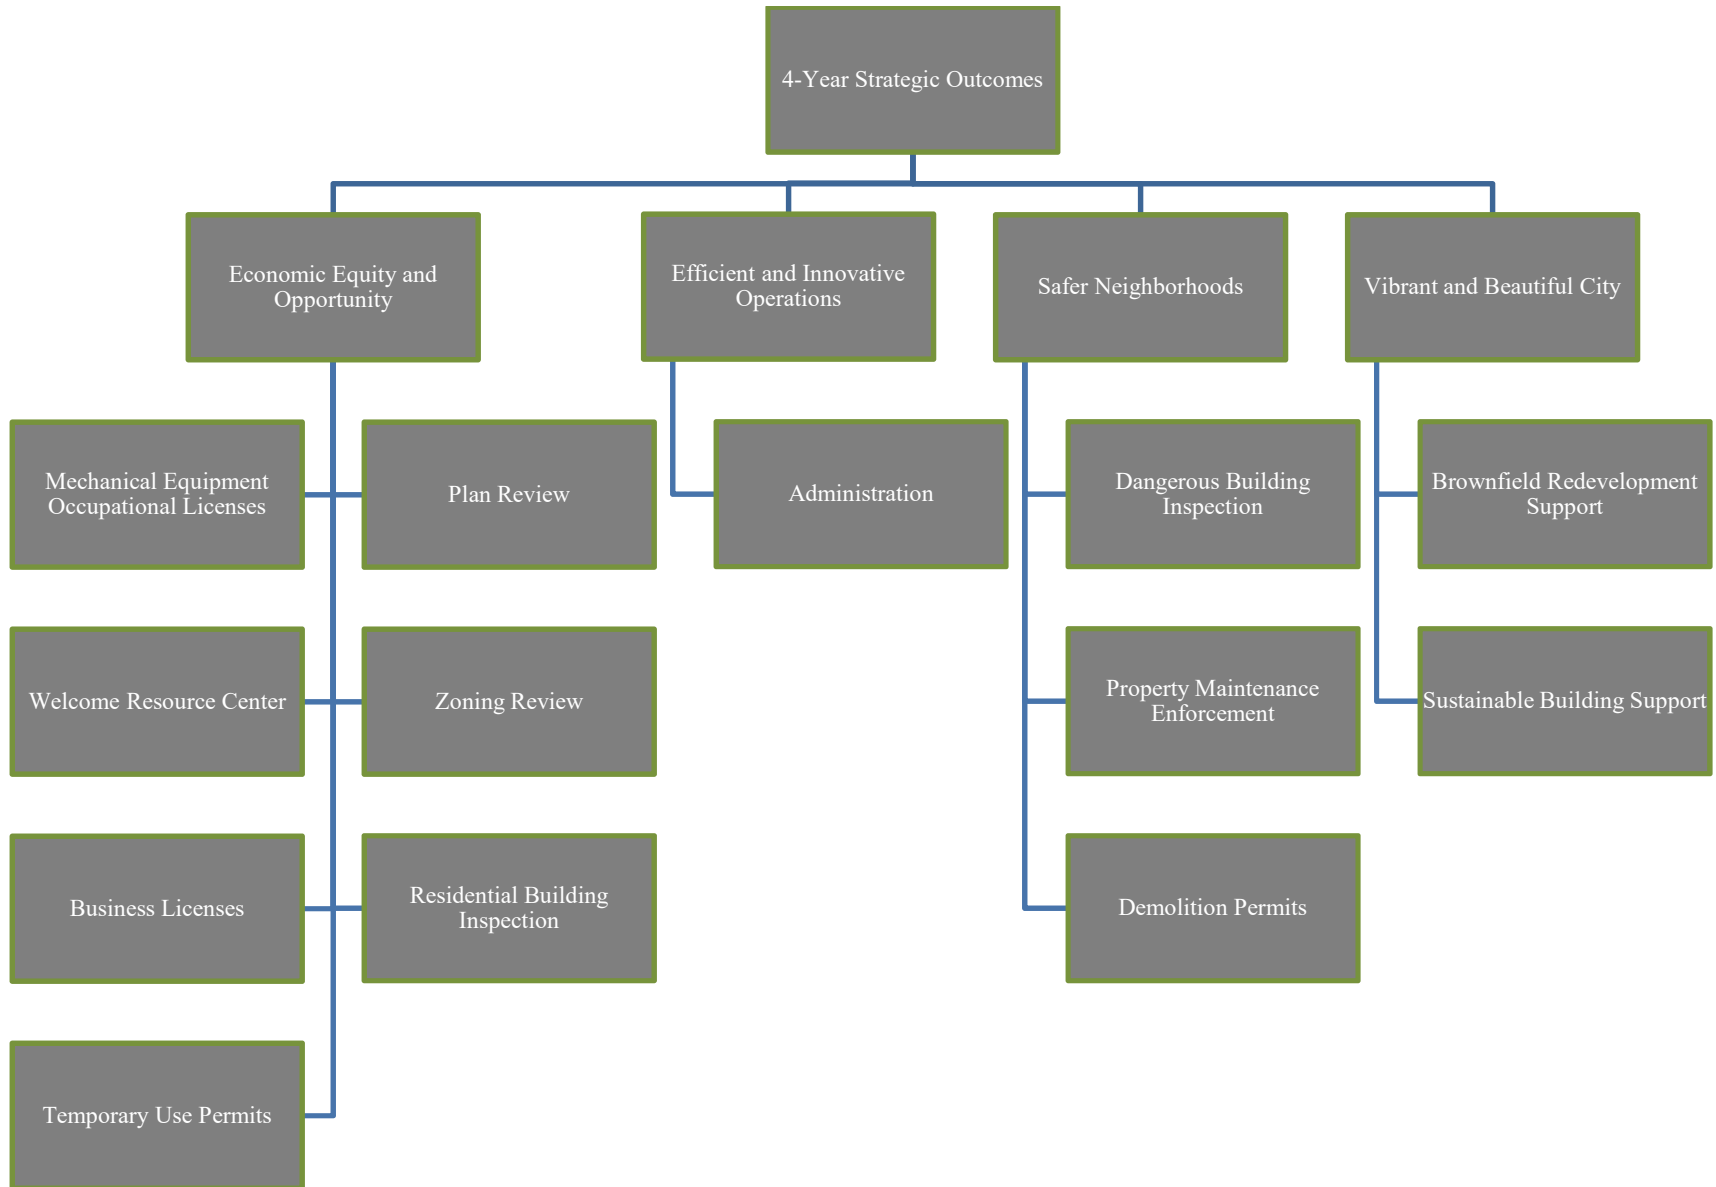 4-Year Strategic Outcomes
Economic Equity and
Opportunity
Efficient and Innovative
Operations
Safer Neighborhoods
Vibrant and Beautiful City
Mechanical Equipment
Occupational Licenses
Plan Review
Administration
Dangerous Building
Inspection
Brownfield Redevelopment
Support
Welcome Resource Center
Zoning Review
Property Maintenance
Enforcement
Sustainable Building Support
Business Licenses
Residential Building
Inspection
Demolition Permits
Temporary Use Permits